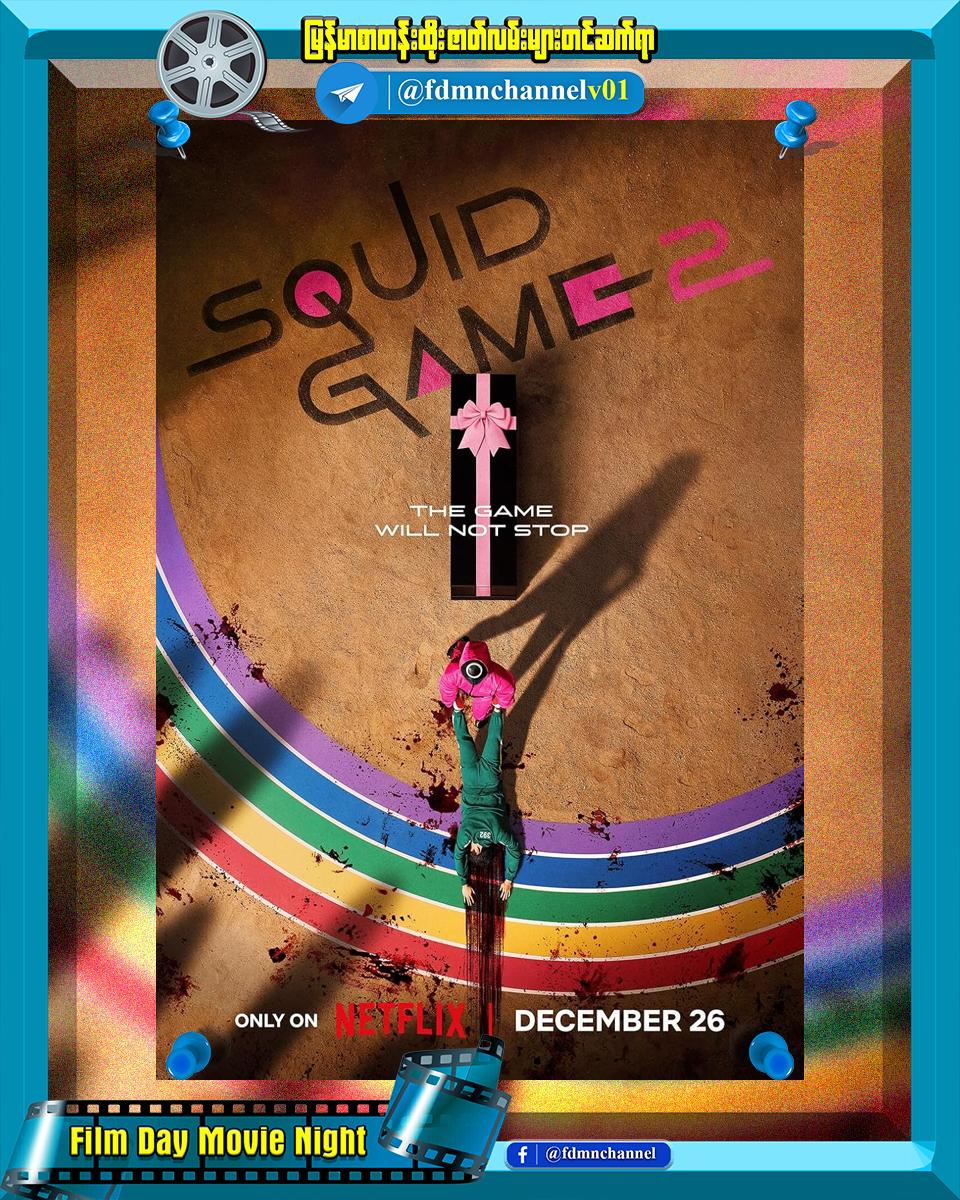 မြန်မာစာတန်းထိုးဇာတ်လမ်းများတင်ဆက်ရာ
@fdmnchannelv01
SQUID
GAME 2
THE GAME
WILL NOT STOP
392
ONLY ON NETFLIX | DECEMBER 26
Film Day Movie Night
@fdmnchannel